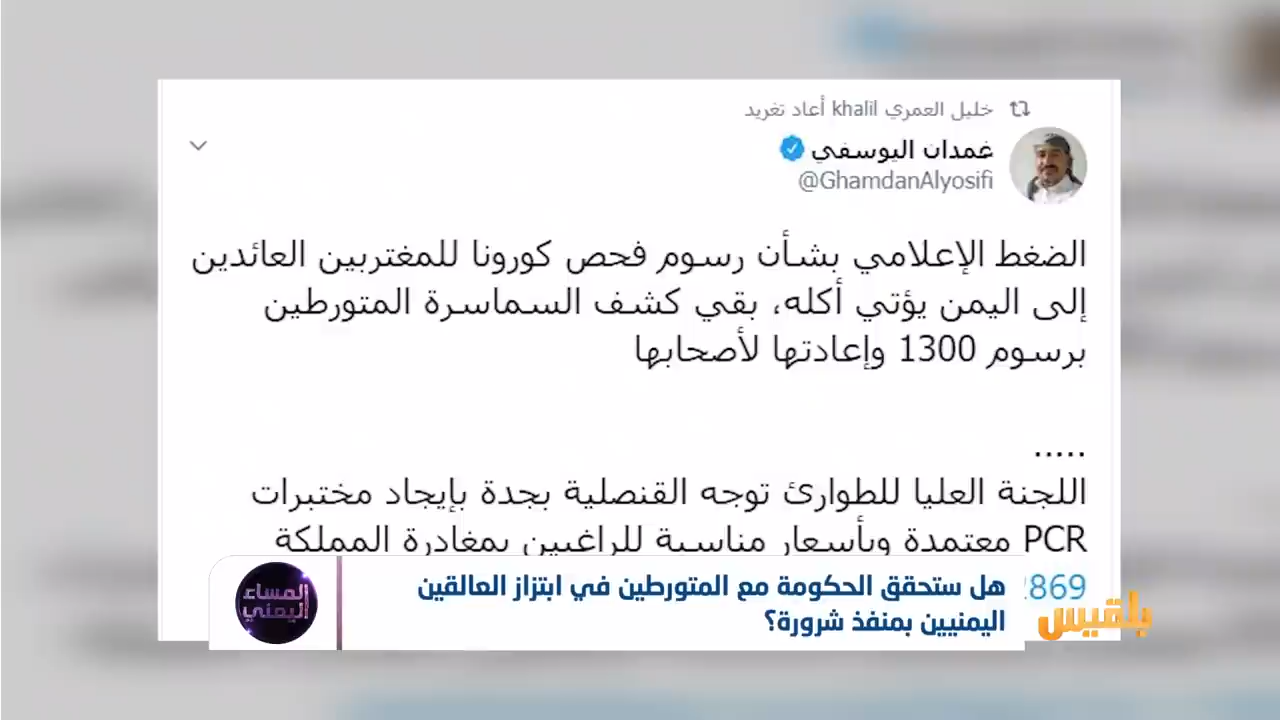 خليل العمري khalil أعاد تغريد
غمدان اليوسفي
@GhamdanAlyosifi
الضغط الإعلامي بشأن رسوم فحص كورونا للمغتربين العائدين
إلى اليمن يؤتي أكله، بقي كشف السماسرة المتورطين
برسوم 1300 وإعادتها لأصحابها
.....
اللجنة العليا للطوارئ توجه القنصلية بجدة بإيجاد مختبرات
PCR معتمدة وبأسعار مناسبة للراغبين بمغادرة المملكة
869
هل ستحقق الحكومة مع المتورطين في ابتزاز العالقين
اليمنيين بمنفذ شرورة؟
المساء
اليمني
بلقيس